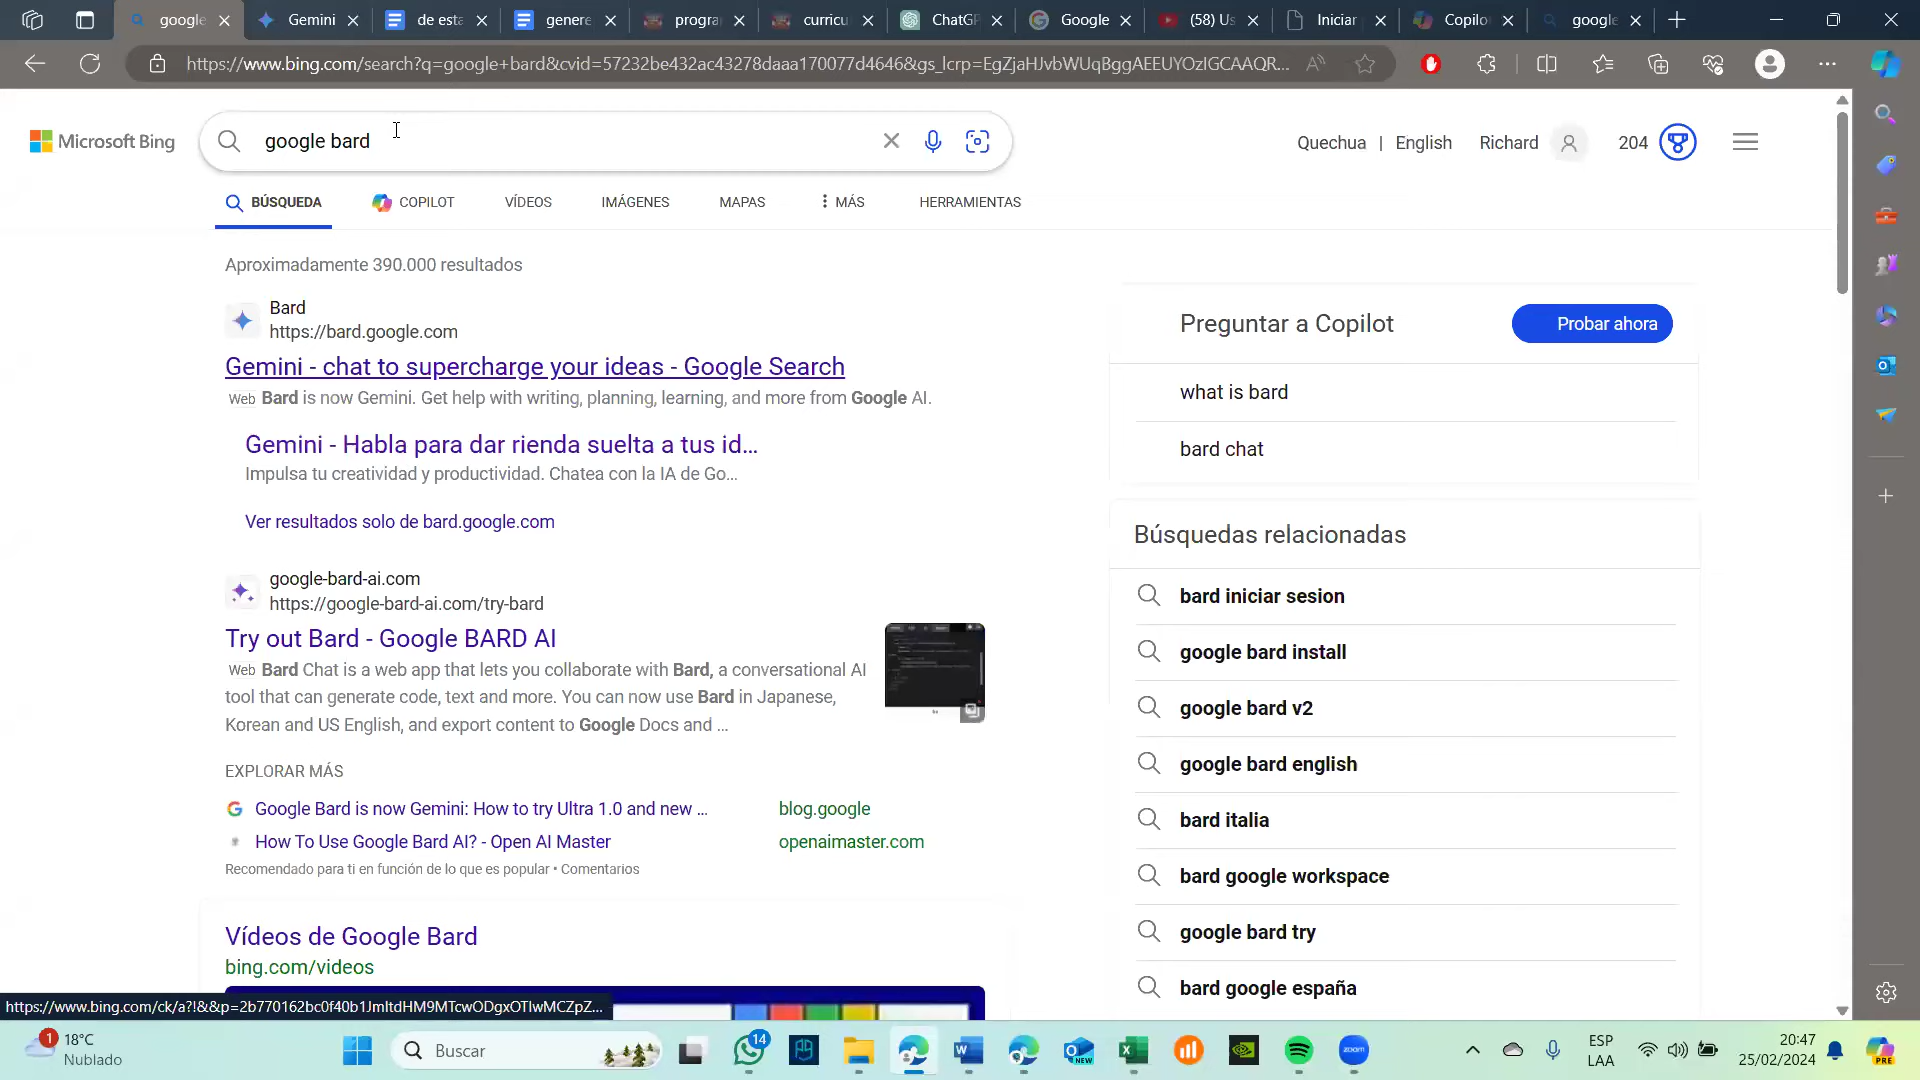 google
Gemini
de esta
genere
progra
curricu
ChatGP
Google
(58) Us
Iniciar
Copilo
google
https://www.bing.com/search?q=google+bard&cvid=57232be432ac43278daaa170077d4646&gs_lcrp=EgZjaHJvbWUqBggAEEUYOzIGCAAQR...
Microsoft Bing
google bard
Quechua | English Richard 204
BÚSQUEDA COPILOT VÍDEOS IMÁGENES MAPAS MÁS HERRAMIENTAS
Aproximadamente 390.000 resultados
Bard
https://bard.google.com
Gemini - chat to supercharge your ideas - Google Search
Web Bard is now Gemini. Get help with writing, planning, learning, and more from Google AI.
Gemini - Habla para dar rienda suelta a tus id...
Impulsa tu creatividad y productividad. Chatea con la IA de Go...
Ver resultados solo de bard.google.com
google-bard-ai.com
https://google-bard-ai.com/try-bard
Try out Bard - Google BARD AI
Web Bard Chat is a web app that lets you collaborate with Bard, a conversational AI
tool that can generate code, text and more. You can now use Bard in Japanese,
Korean and US English, and export content to Google Docs and ...
EXPLORAR MÁS
Google Bard is now Gemini: How to try Ultra 1.0 and new ... blog.google
How To Use Google Bard AI? - Open AI Master openaimaster.com
Recomendado para ti en función de lo que es popular • Comentarios
Vídeos de Google Bard
bing.com/videos
Preguntar a Copilot
Probar ahora
what is bard
bard chat
Búsquedas relacionadas
bard iniciar sesion
google bard install
google bard v2
google bard english
bard italia
bard google workspace
google bard try
bard google españa
https://www.bing.com/ck/a?!&&p=2b770162bc0f40b1JmltdHM9MTcwODgxOTIwMCZpZ...
1
18°C
Nublado
Buscar
14
W
NEW
zoom
ESP
LAA
20:47
25/02/2024
PRE